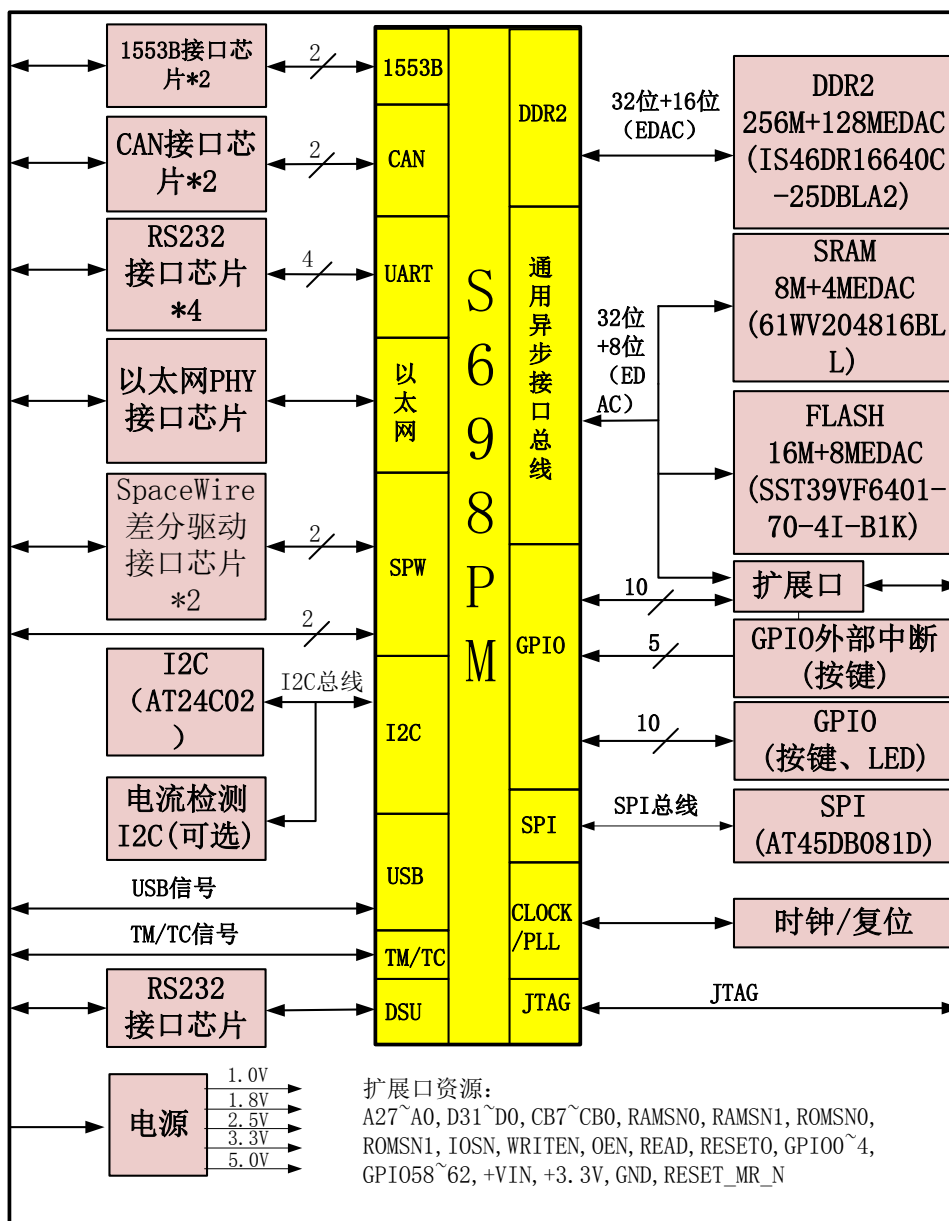 1553B接口芯
片*2
2
1553B
CAN接口芯
片*2
2
CAN
RS232
接口芯片
*4
4
UART
以太网PHY
接口芯片
以
太
网
SpaceWire
差分驱动
接口芯片
*2
2
SPW
2
I2C
（AT24C02
）
I2C总线
I2C
电流检测
I2C(可选)
USB信号
USB
TM/TC信号
TM/TC
RS232
接口芯片
DSU
S
6
9
8
P
M
DDR2
32位+16位
（EDAC）
DDR2
256M+128MEDAC
(IS46DR16640C
-25DBLA2)
通
用
异
步
接
口
总
线
32位
+8位
（ED
AC）
SRAM
8M+4MEDAC
(61WV204816BL
L)
FLASH
16M+8MEDAC
(SST39VF6401-
70-4I-B1K)
扩展口
10
GPIO
5
GPIO外部中断
(按键)
10
GPIO
(按键、LED)
SPI
SPI总线
SPI
(AT45DB081D)
CLOCK
/PLL
时钟/复位
JTAG
JTAG
电源
1.0V
1.8V
2.5V
3.3V
5.0V
扩展口资源：
A27~A0,D31~D0,CB7~CB0,RAMSN0,RAMSN1,ROMSN0,
ROMSN1,IOSN,WRITEN,OEN,READ,RESETO,GPIO0~4,
GPIO58~62,+VIN,+3.3V,GND,RESET_MR_N